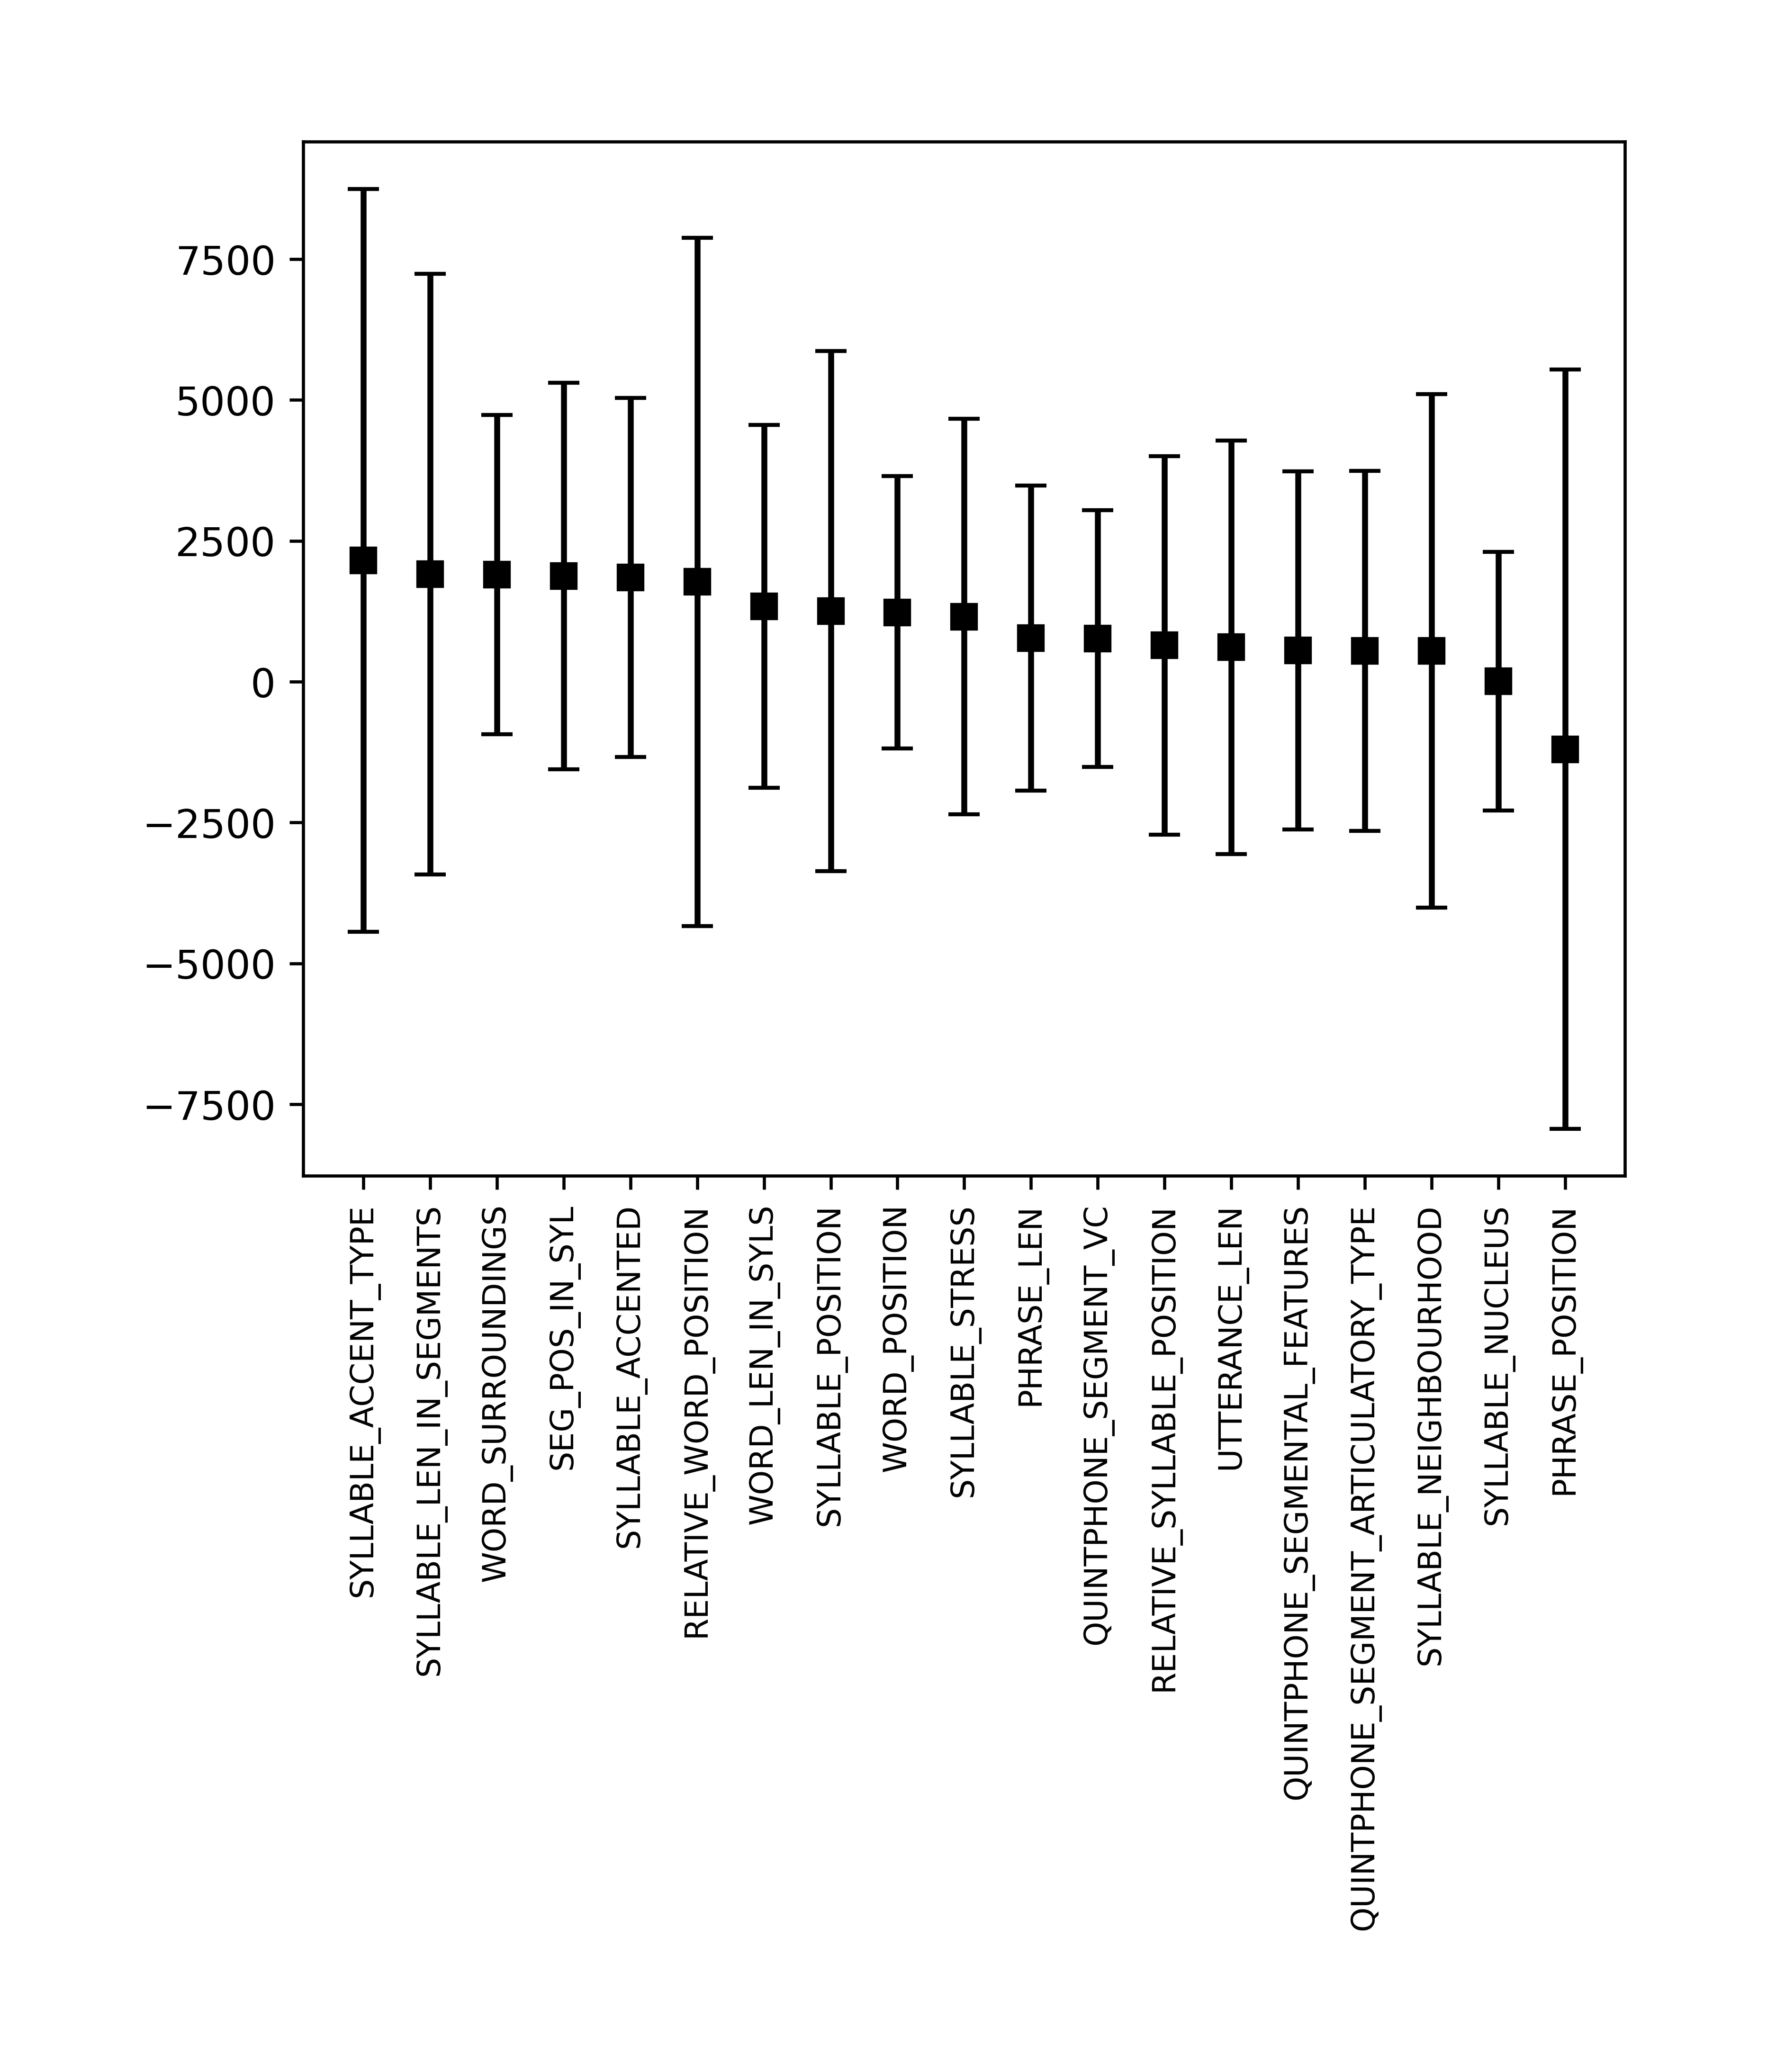 7500
5000
2500
0
−2500
−5000
−7500
SYLLABLE_ACCENT_TYPE
SYLLABLE_LEN_IN_SEGMENTS
WORD_SURROUNDINGS
SEG_POS_IN_SYL
SYLLABLE_ACCENTED
RELATIVE_WORD_POSITION
WORD_LEN_IN_SYLS
SYLLABLE_POSITION
WORD_POSITION
SYLLABLE_STRESS
PHRASE_LEN
QUINTPHONE_SEGMENT_VC
RELATIVE_SYLLABLE_POSITION
UTTERANCE_LEN
QUINTPHONE_SEGMENTAL_FEATURES
QUINTPHONE_SEGMENT_ARTICULATORY_TYPE
SYLLABLE_NEIGHBOURHOOD
SYLLABLE_NUCLEUS
PHRASE_POSITION